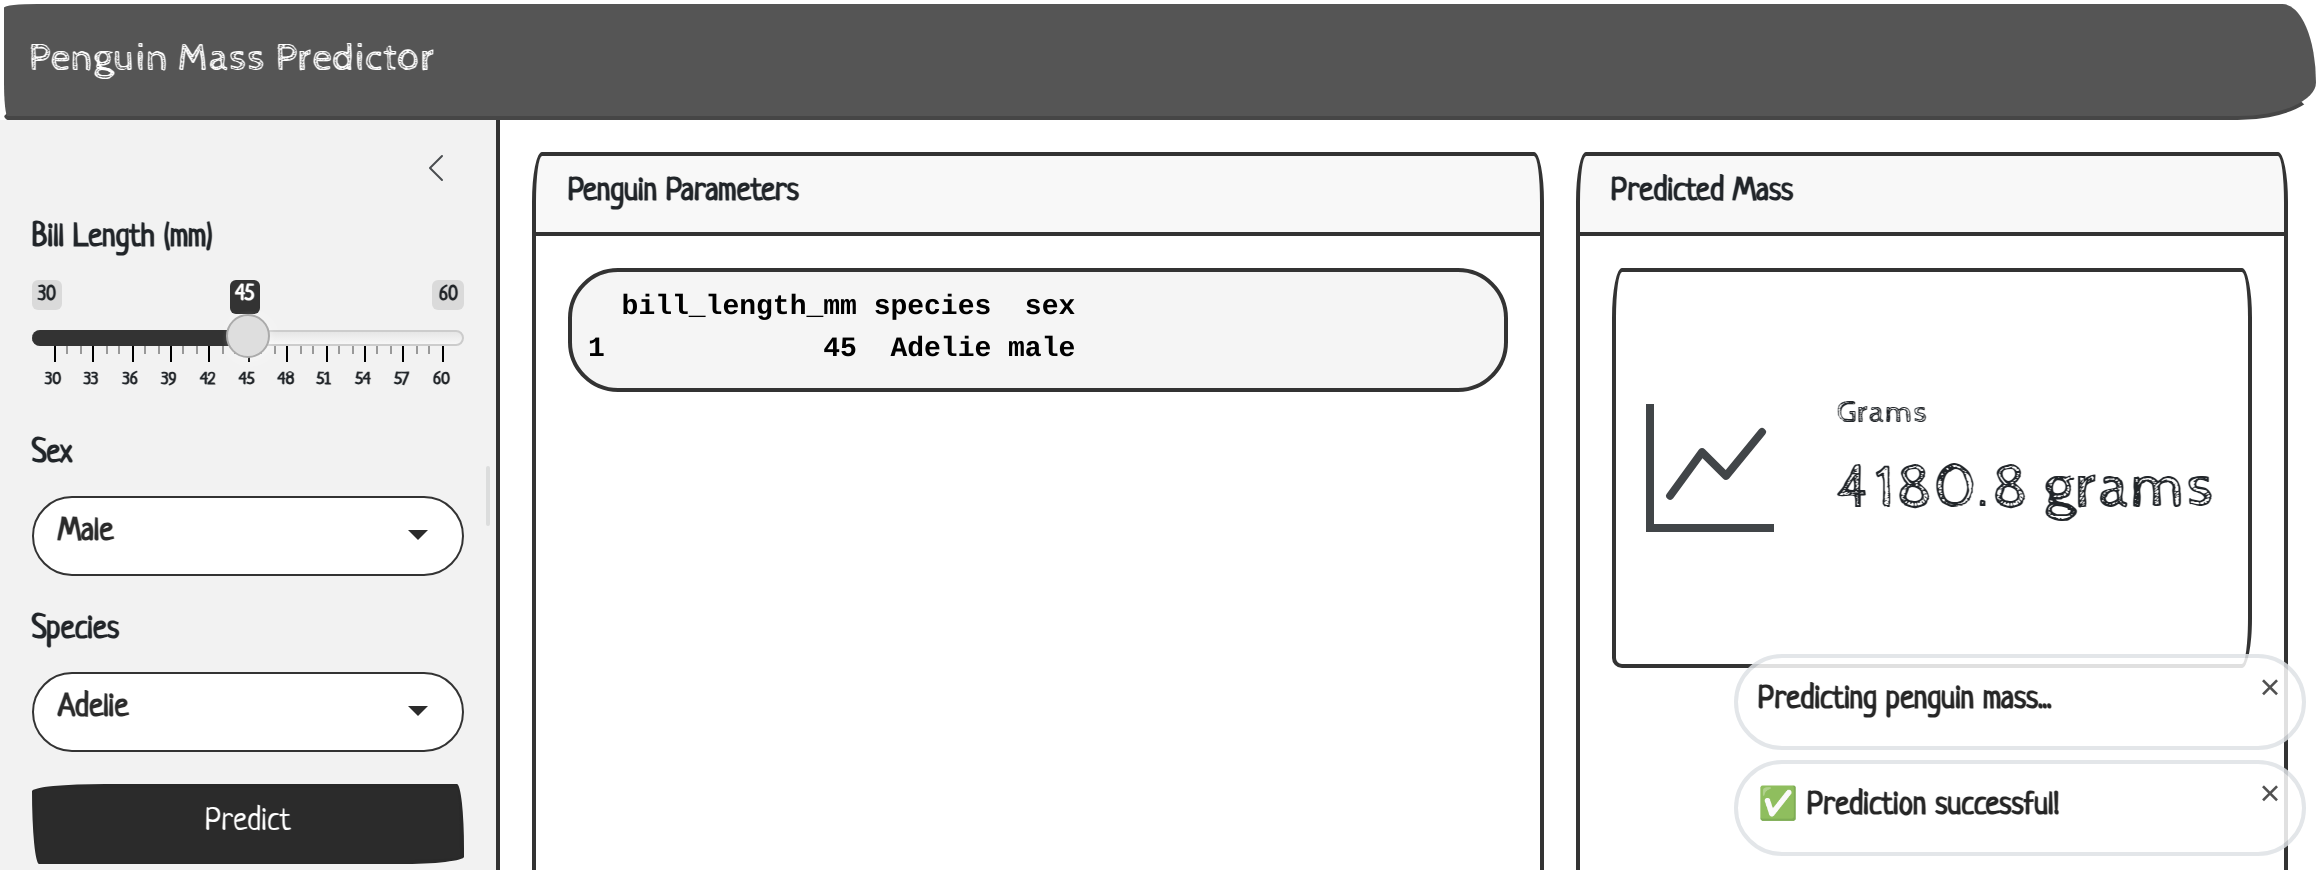 Penguin Mass Predictor
Bill Length (mm)
30 45 60
30 33 36 39 42 45 48 51 54 57 60
Sex
Male
Species
Adelie
Predict
Penguin Parameters
bill_length_mm species  sex
1             45  Adelie male
Predicted Mass
Grams
4180.8 grams
Predicting penguin mass...
×
✅ Prediction successful!
×